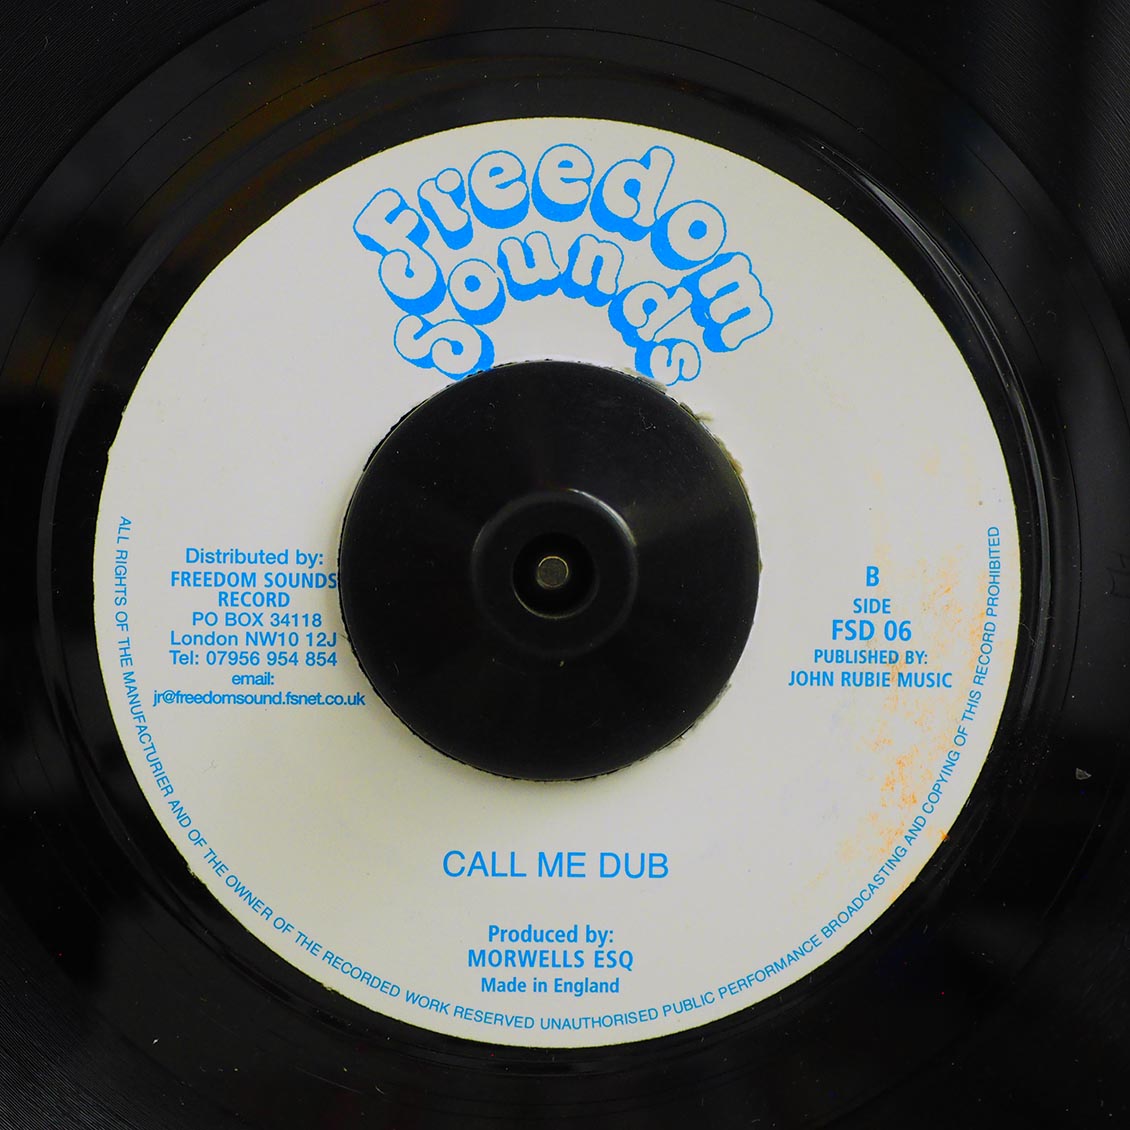 Freedom
Sounds
Distributed by:
FREEDOM SOUNDS
RECORD
PO BOX 34118
London NW10 12J
Tel: 07956 954 854
email:
jr@freedomsound.fsnet.co.uk
B
SIDE
FSD 06
PUBLISHED BY:
JOHN RUBIE MUSIC
CALL ME DUB
Produced by:
MORWELLS ESQ
Made in England
ALL RIGHTS OF THE MANUFACTURIER AND OF THE OWNER OF THE RECORDED WORK RESERVED UNAUTHORISED PUBLIC PERFORMANCE BROADCASTING AND COPYING OF THIS RECORD PROHIBITED